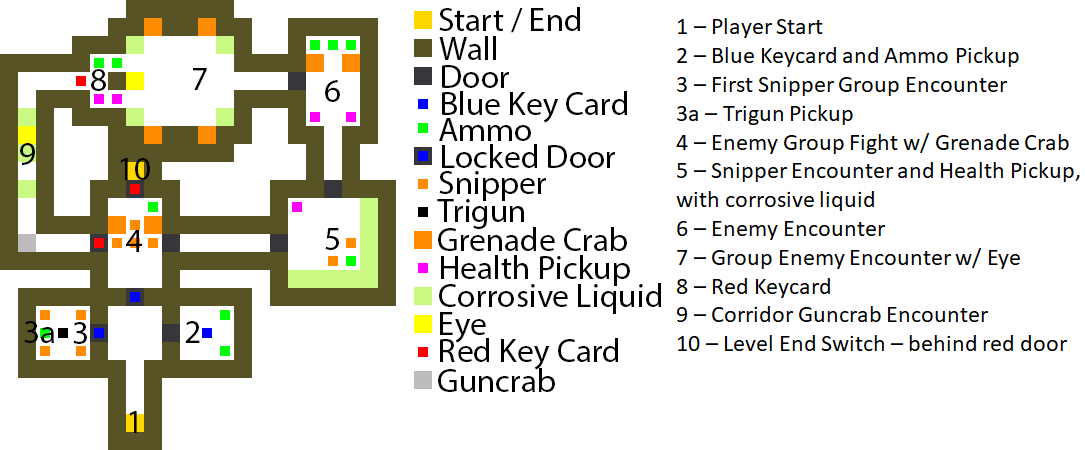 8
7
6
9
10
4
5
3a
3
2
1
Start / End
Wall
Door
Blue Key Card
Ammo
Locked Door
Snipper
Trigun
Grenade Crab
Health Pickup
Corrosive Liquid
Eye
Red Key Card
Guncrab
1 – Player Start
2 – Blue Keycard and Ammo Pickup
3 – First Snipper Group Encounter
3a – Trigun Pickup
4 – Enemy Group Fight w/ Grenade Crab
5 – Snipper Encounter and Health Pickup,
with corrosive liquid
6 – Enemy Encounter
7 – Group Enemy Encounter w/ Eye
8 – Red Keycard
9 – Corridor Guncrab Encounter
10 – Level End Switch – behind red door